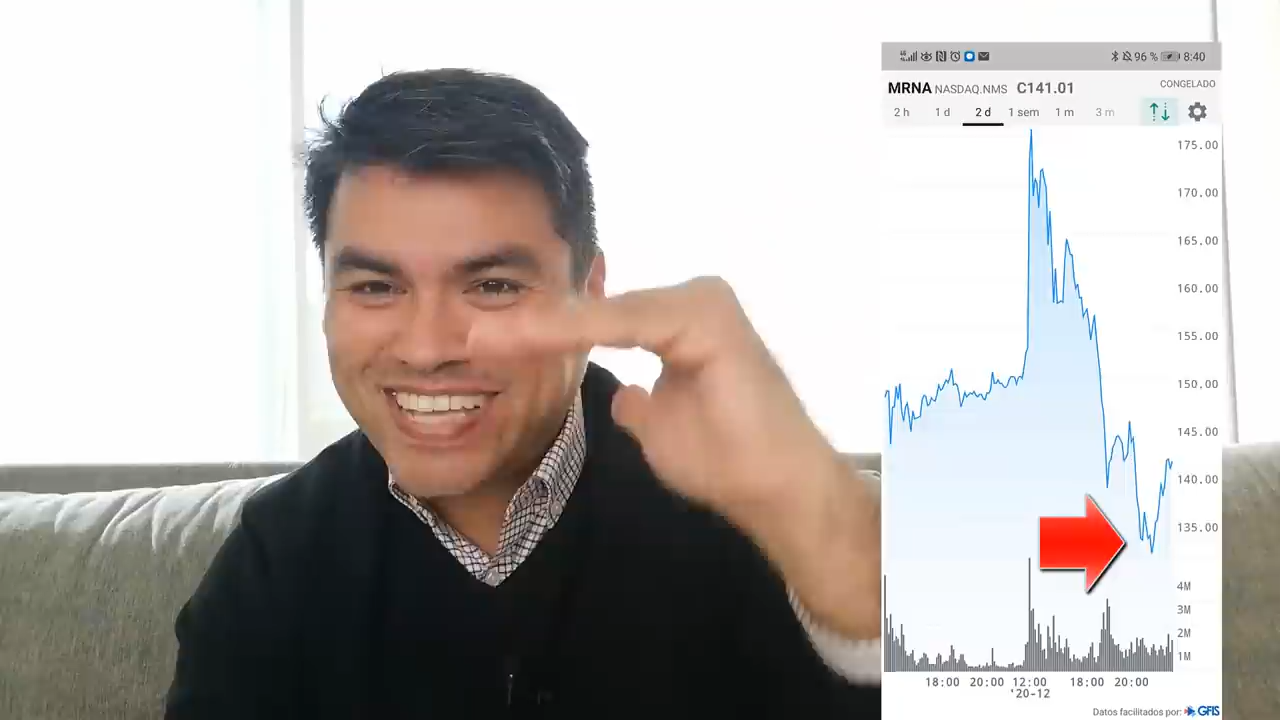 96 % 8:40
MRNA NASDAQ.NMS C141.01 CONGELADO
2 h 1 d 2 d 1 sem 1 m 3 m
175.00
170.00
165.00
160.00
155.00
150.00
145.00
140.00
135.00
4M
3M
2M
1M
18:00 20:00 12:00 18:00 20:00
'20-12
Datos facilitados por: GFIS